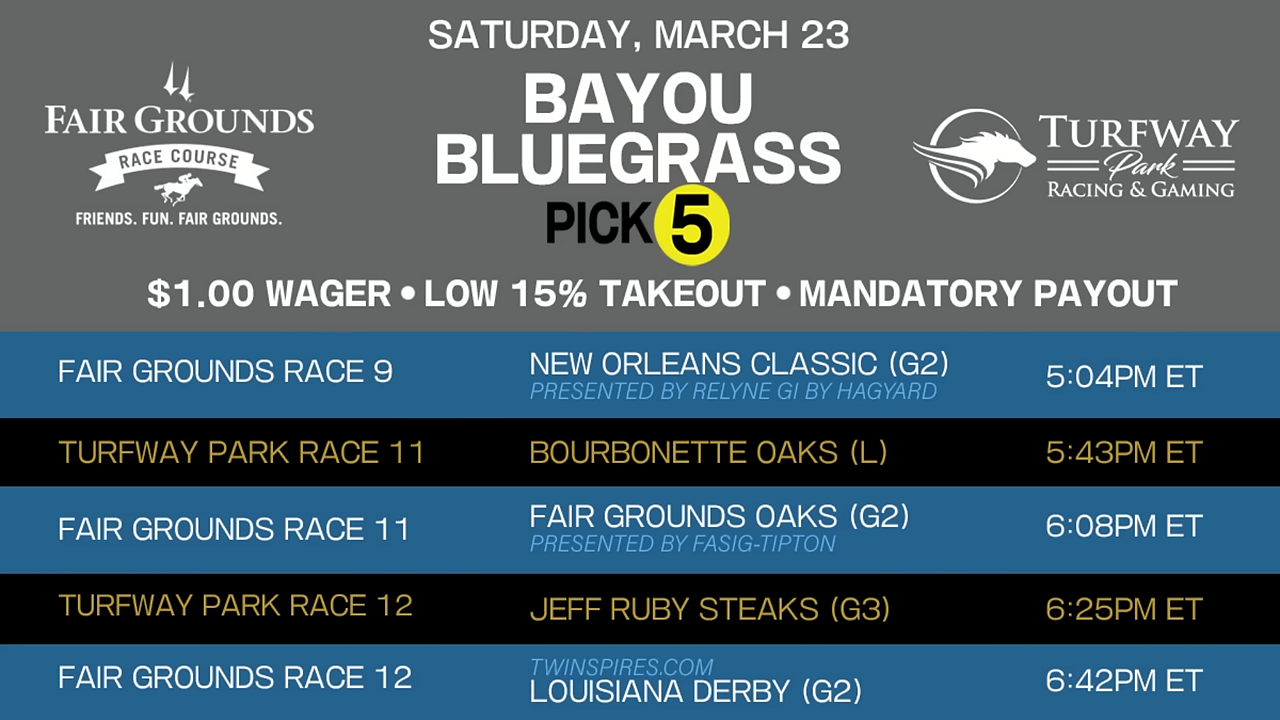 SATURDAY, MARCH 23
BAYOU
BLUEGRASS
PICK 5
FAIR GROUNDS
RACE COURSE
FRIENDS. FUN. FAIR GROUNDS.
TURFWAY
Park
RACING & GAMING
$1.00 WAGER • LOW 15% TAKEOUT • MANDATORY PAYOUT
FAIR GROUNDS RACE 9
NEW ORLEANS CLASSIC (G2)
PRESENTED BY RELYNE GI BY HAGYARD
5:04PM ET
TURFWAY PARK RACE 11
BOURBONETTE OAKS (L)
5:43PM ET
FAIR GROUNDS RACE 11
FAIR GROUNDS OAKS (G2)
PRESENTED BY FASIG-TIPTON
6:08PM ET
TURFWAY PARK RACE 12
JEFF RUBY STEAKS (G3)
6:25PM ET
FAIR GROUNDS RACE 12
TWINSPIRES.COM
LOUISIANA DERBY (G2)
6:42PM ET